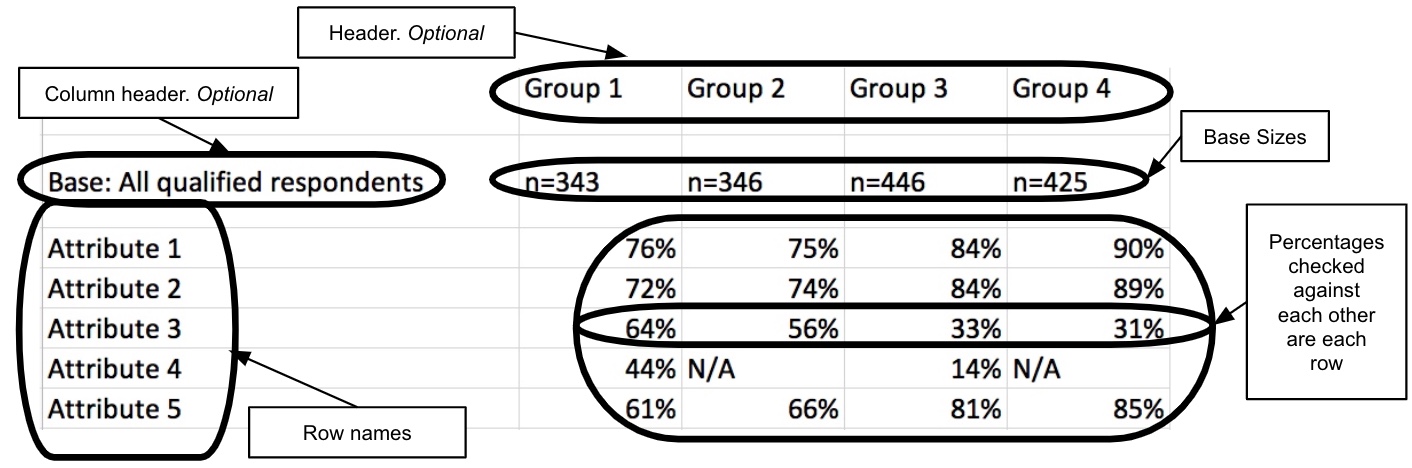 Header. Optional
Column header. Optional
Group 1 Group 2 Group 3 Group 4
Base Sizes
Base: All qualified respondents n=343 n=346 n=446 n=425
Attribute 1 76% 75% 84% 90%
Attribute 2 72% 74% 84% 89%
Attribute 3 64% 56% 33% 31%
Attribute 4 44% N/A 14% N/A
Attribute 5 61% 66% 81% 85%
Percentages
checked
against
each other
are each
row
Row names